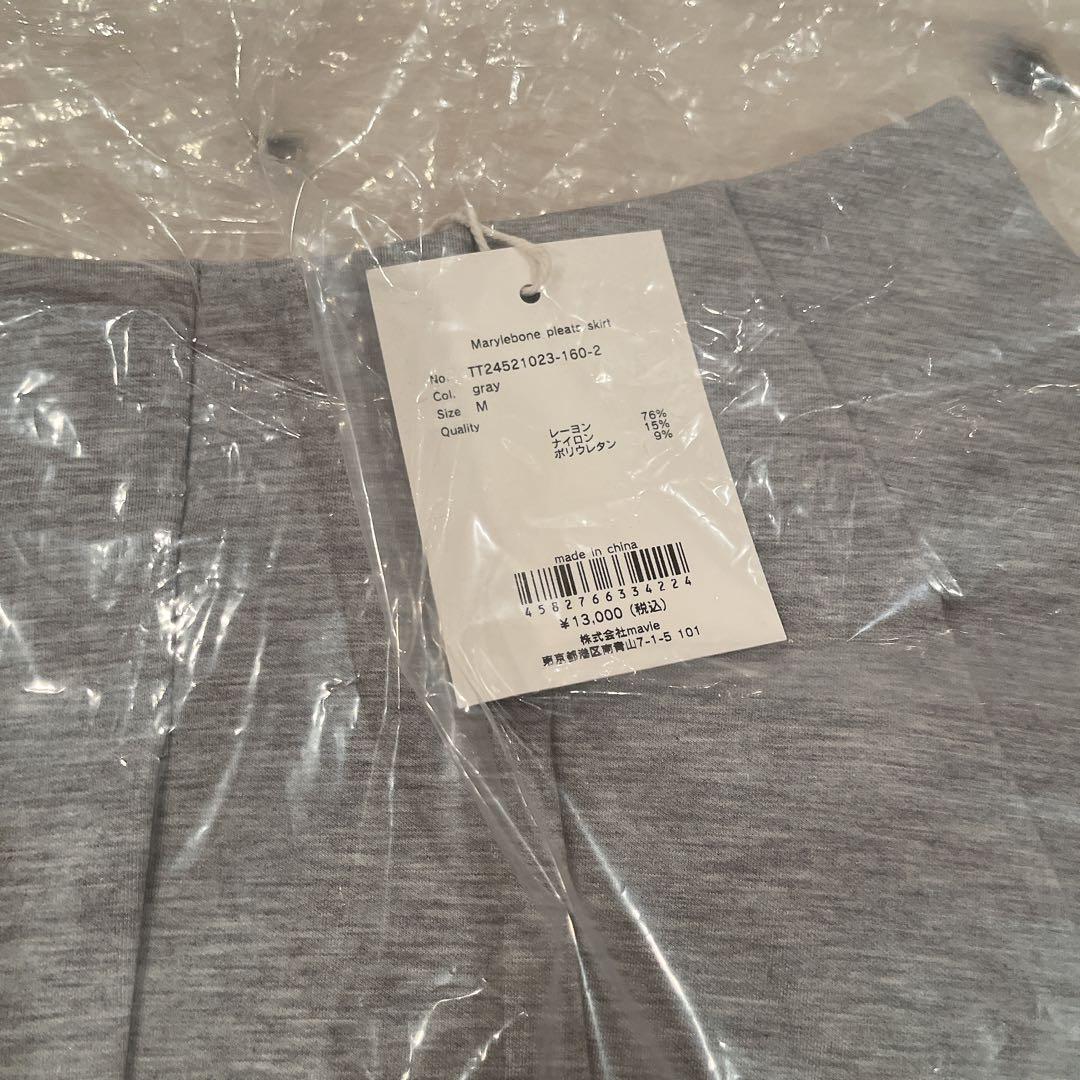 Marylebone pleats skirt
No. TT24521023-160-2
Col. gray
Size M
Quality
レーヨン 76%
ナイロン 15%
ポリウレタン 9%
made in china
4582766334224
¥13,000 (税込)
株式会社mavle
東京都港区南青山7-1-5 101